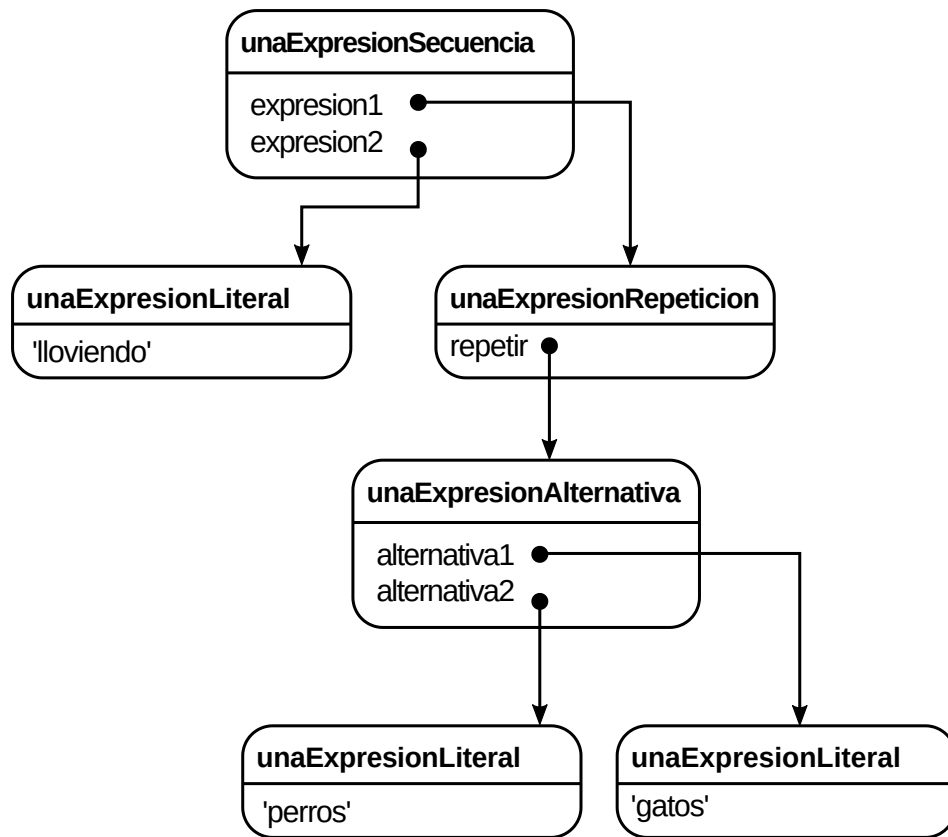 unaExpresionSecuencia
expresion1
expresion2
unaExpresionLiteral
'lloviendo'
unaExpresionRepeticion
repetir
unaExpresionAlternativa
alternativa1
alternativa2
unaExpresionLiteral
'perros'
unaExpresionLiteral
'gatos'